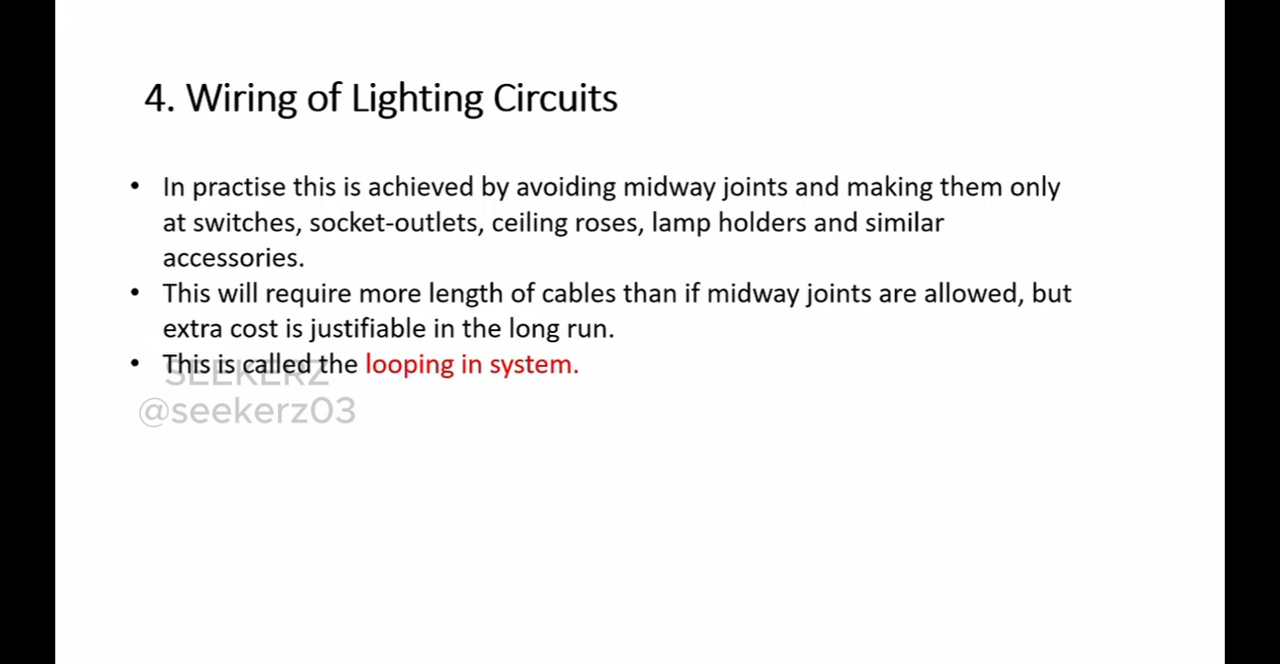 4. Wiring of Lighting Circuits
• In practise this is achieved by avoiding midway joints and making them only
at switches, socket-outlets, ceiling roses, lamp holders and similar
accessories.
• This will require more length of cables than if midway joints are allowed, but
extra cost is justifiable in the long run.
• This is called the looping in system.
SEEKERZ
@seekerz03